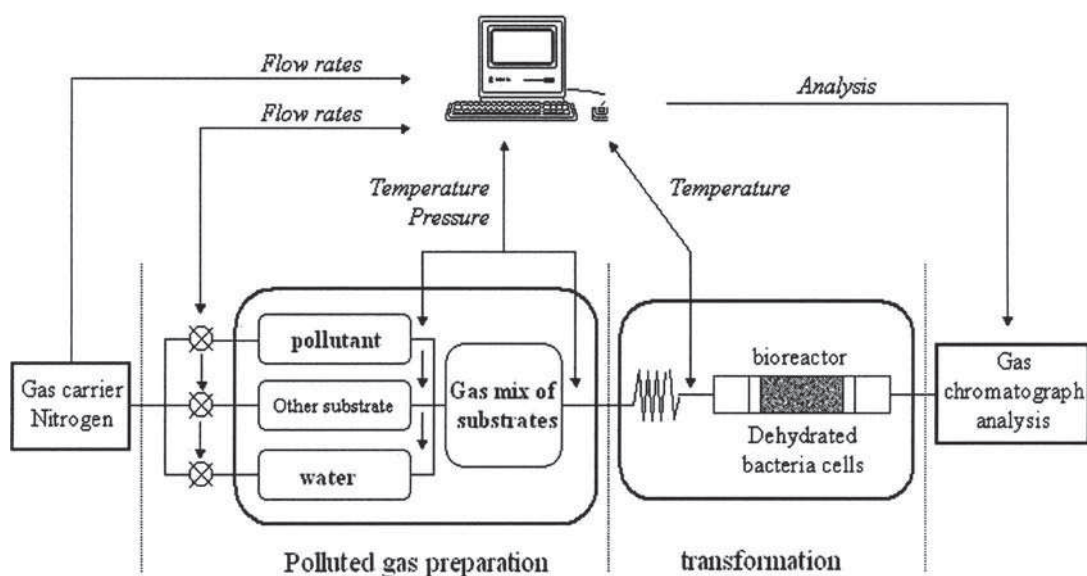 Flow rates
Analysis
Flow rates
Temperature
Pressure
Temperature
pollutant
Other substrate
water
Gas mix of
substrates
Gas carrier
Nitrogen
bioreactor
Dehydrated
bacteria cells
Gas
chromatograph
analysis
Polluted gas preparation
transformation